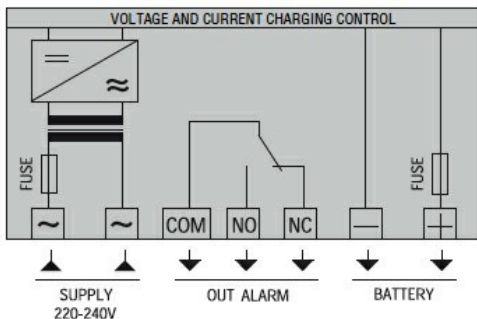 VOLTAGE AND CURRENT CHARGING CONTROL
FUSE
FUSE
~ ~ COM NO NC — +
SUPPLY OUT ALARM BATTERY
220-240V